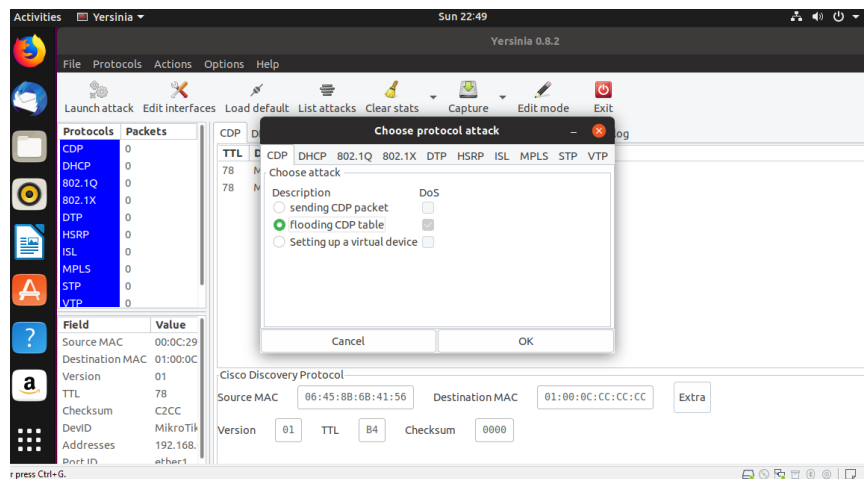 Activities Yersinia Sun 22:49
Yersinia 0.8.2
File Protocols Actions Options Help
Launch attack Edit interfaces Load default List attacks Clear stats Capture Edit mode Exit
Protocols Packets
CDP 0
DHCP 0
802.1Q 0
802.1X 0
DTP 0
HSRP 0
ISL 0
MPLS 0
STP 0
VTP 0
Field Value
Source MAC 00:0C:29
Destination MAC 01:00:0C
Version 01
TTL 78
Checksum C2CC
DevID MikroTik
Addresses 192.168.
Port ID ether1
CDP D og
TTL D
78 M
78 M
Choose protocol attack
CDP DHCP 802.1Q 802.1X DTP HSRP ISL MPLS STP VTP
Choose attack
Description DoS
sending CDP packet
flooding CDP table
Setting up a virtual device
Cancel OK
Cisco Discovery Protocol
Source MAC 06:45:8B:6B:41:56 Destination MAC 01:00:0C:CC:CC:CC Extra
Version 01 TTL B4 Checksum 0000
r press Ctrl+G.
a